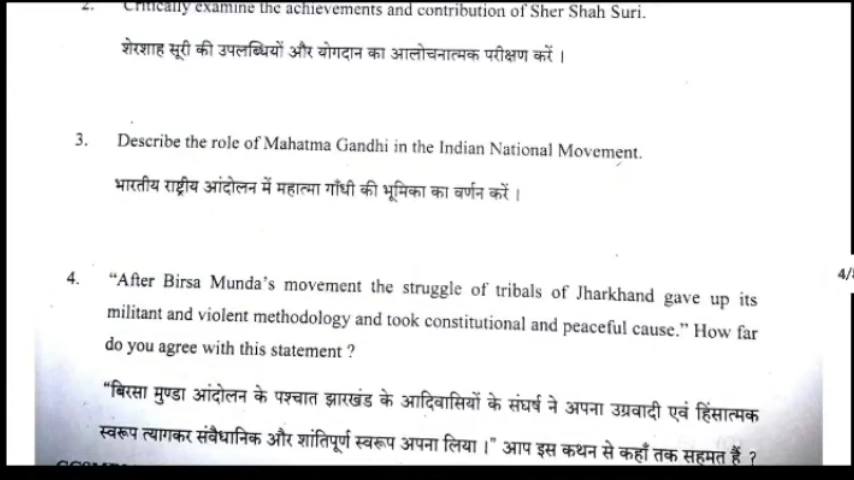 2. Critically examine the achievements and contribution of Sher Shah Suri.
शेरशाह सूरी की उपलब्धियों और योगदान का आलोचनात्मक परीक्षण करें ।
3. Describe the role of Mahatma Gandhi in the Indian National Movement.
भारतीय राष्ट्रीय आंदोलन में महात्मा गाँधी की भूमिका का वर्णन करें ।
4. “After Birsa Munda’s movement the struggle of tribals of Jharkhand gave up its
militant and violent methodology and took constitutional and peaceful cause.” How far
do you agree with this statement ?
“बिरसा मुण्डा आंदोलन के पश्चात झारखंड के आदिवासियों के संघर्ष ने अपना उग्रवादी एवं हिंसात्मक
स्वरूप त्यागकर संवैधानिक और शांतिपूर्ण स्वरूप अपना लिया ।” आप इस कथन से कहाँ तक सहमत हैं ?